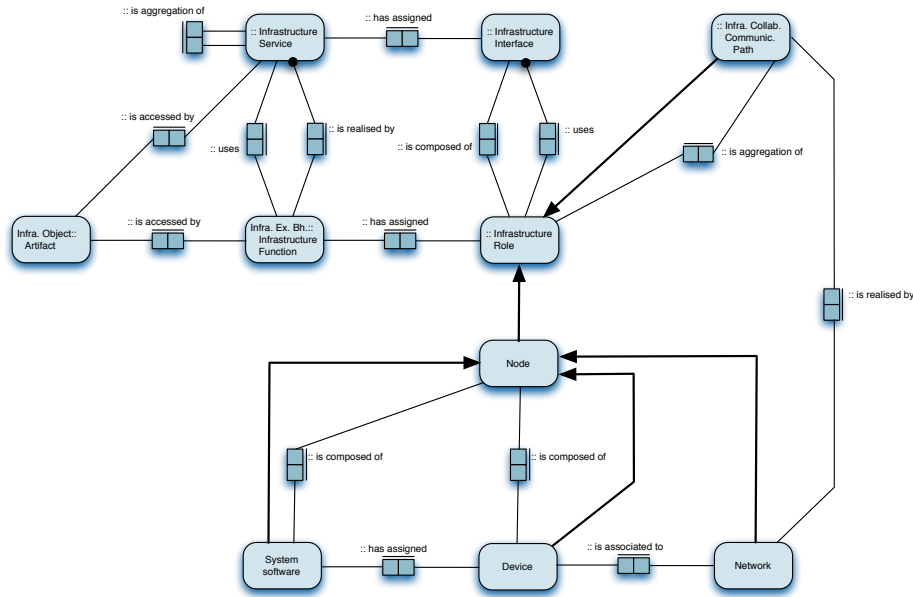 :: is aggregation of
:: Infrastructure
Service
:: has assigned
:: Infrastructure
Interface
:: Infra. Collab.
Communic.
Path
:: is accessed by
:: uses
:: is realised by
:: is composed of
:: uses
:: is aggregation of
Infra. Object::
Artifact
:: is accessed by
Infra. Ex. Bh.::
Infrastructure
Function
:: has assigned
:: Infrastructure
Role
:: is realised by
Node
:: is composed of
:: is composed of
System
software
:: has assigned
Device
:: is associated to
Network